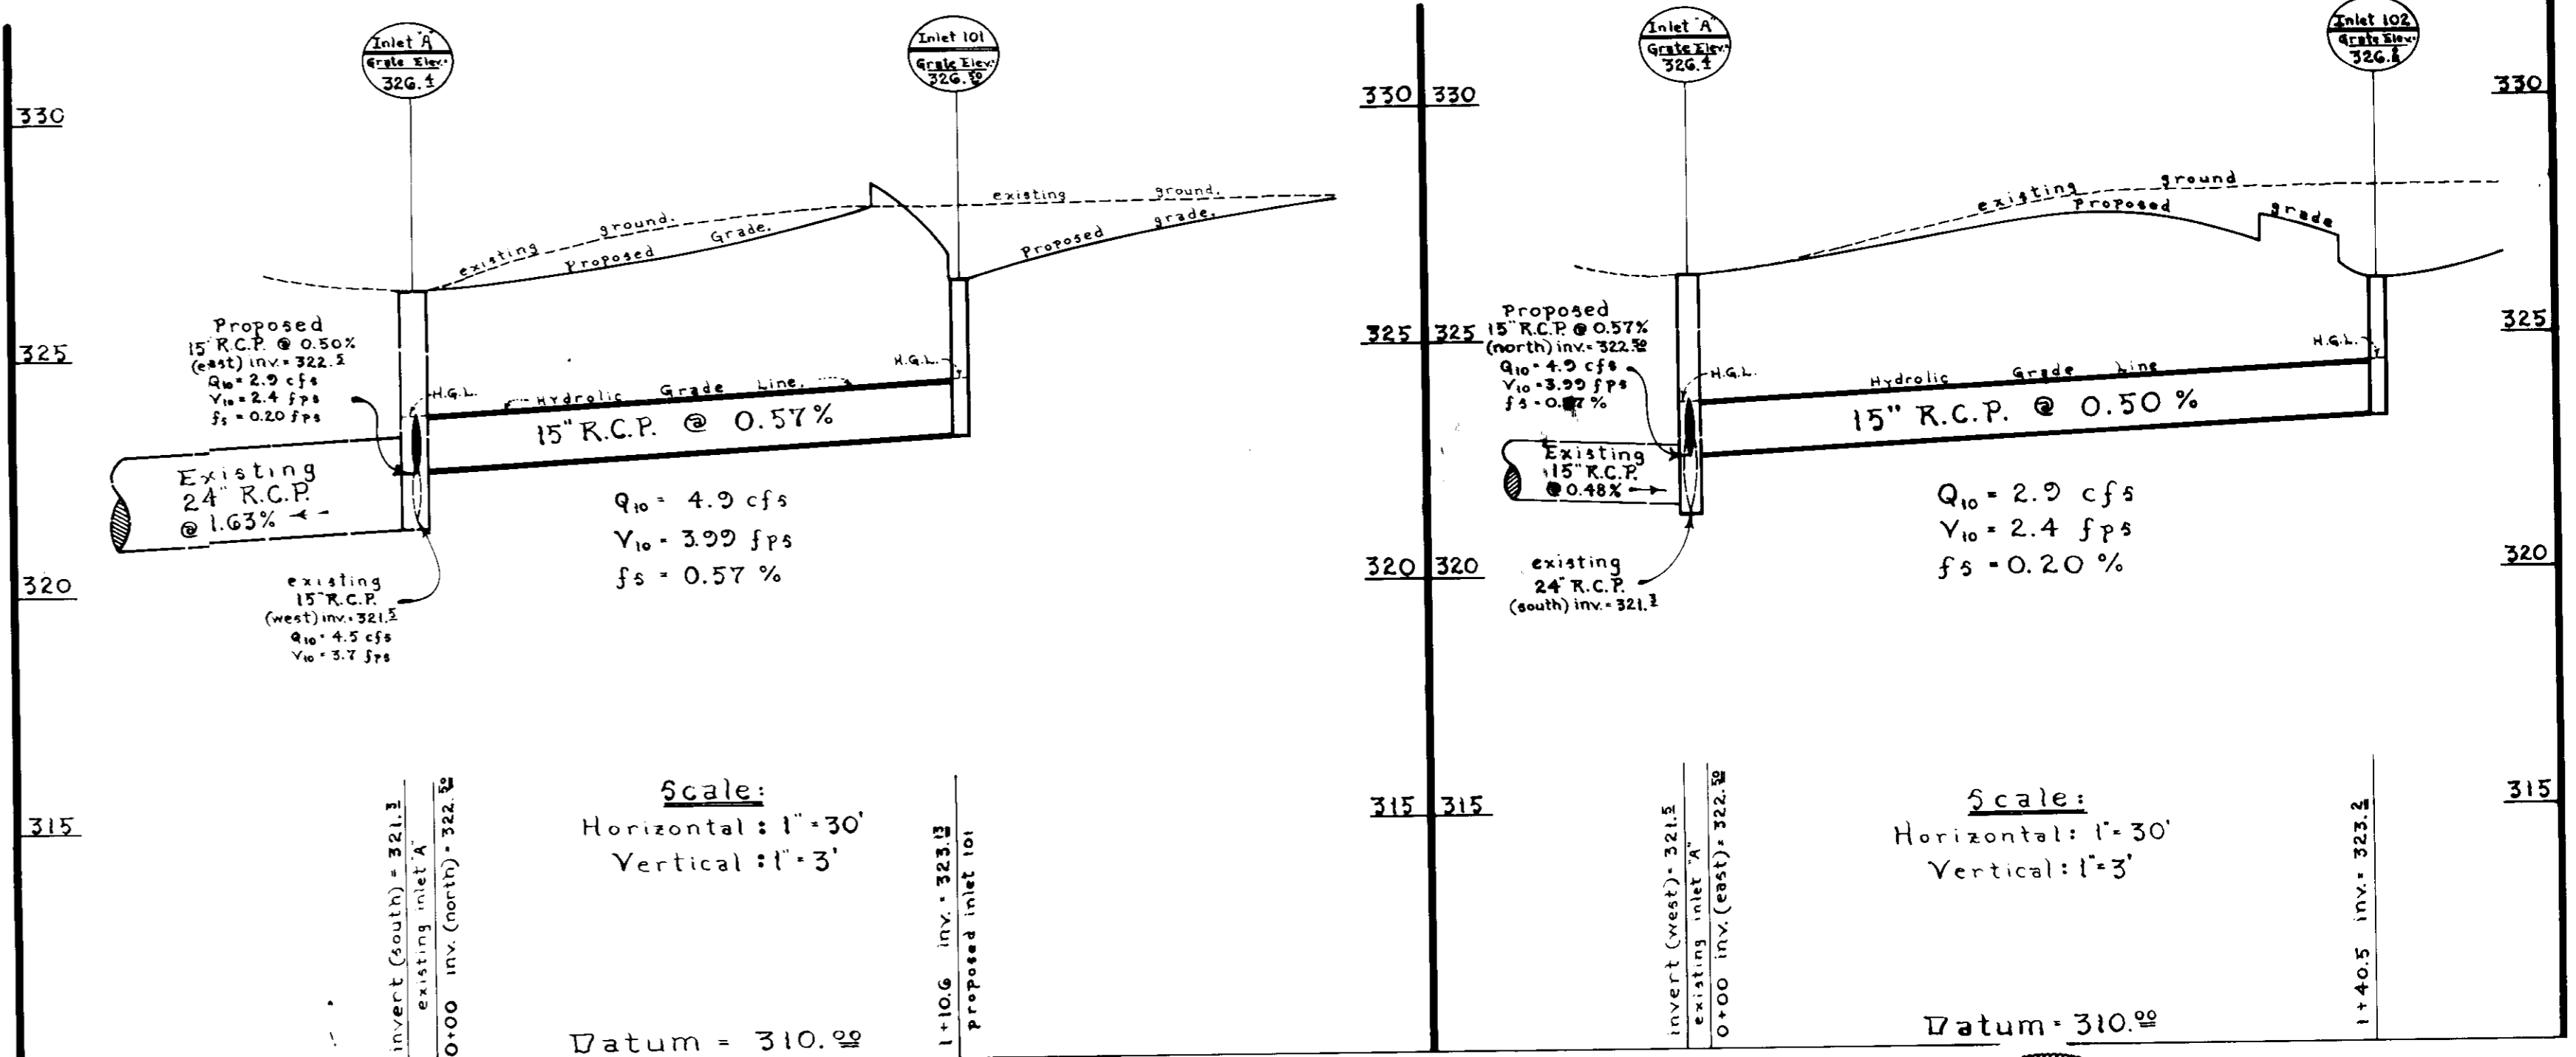 Inlet "A"
Grate Elev.
326.4
Inlet 101
Grate Elev.
326.50
330
325
320
315
existing ground.
Proposed Grade.
existing ground.
Proposed grade.
Proposed
15" R.C.P. @ 0.50%
(east) inv. = 322.5
Q10 = 2.9 cfs
V10 = 2.4 fps
fs = 0.20 fps
H.G.L.
Hydrolic Grade Line.
H.G.L.
15" R.C.P. @ 0.57%
Existing
24" R.C.P.
@ 1.63%
Q10 = 4.9 cfs
V10 = 3.99 fps
fs = 0.57 %
existing
15" R.C.P.
(west) inv. = 321.5
Q10 = 4.5 cfs
V10 = 3.7 fps
Scale:
Horizontal : 1" = 30'
Vertical : 1" = 3'
invert (south) = 321.3
existing inlet "A"
0+00 inv. (north) = 322.50
1+10.6 inv. = 323.13
proposed inlet 101
Datum = 310.00
330 330
325 325
320 320
315 315
Inlet "A"
Grate Elev.
326.4
Inlet 102
Grate Elev.
326.
330
325
320
315
existing ground
Proposed grade
Proposed
15" R.C.P. @ 0.57%
(north) inv. = 322.50
Q10 = 4.9 cfs
V10 = 3.99 fps
fs = 0. 7 %
H.G.L.
Hydrolic Grade Line
H.G.L.
15" R.C.P. @ 0.50 %
Existing
15" R.C.P.
@ 0.48%
Q10 = 2.9 cfs
V10 = 2.4 fps
fs = 0.20 %
existing
24" R.C.P.
(south) inv. = 321.3
Scale:
Horizontal: 1" = 30'
Vertical: 1" = 3'
invert (west) = 321.5
existing inlet "A"
0+00 inv. (east) = 322.50
1+40.5 inv. = 323.2
Datum = 310.00